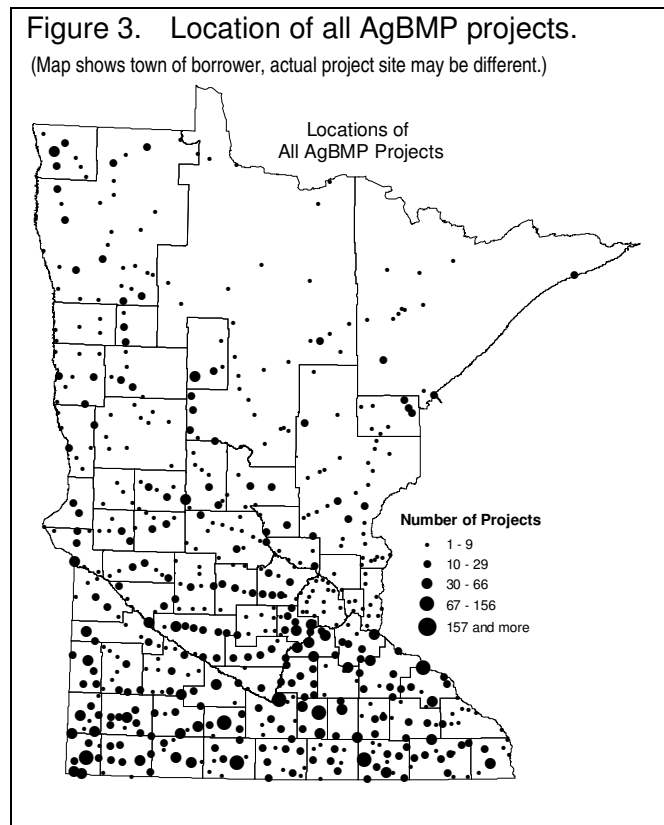 Figure 3. Location of all AgBMP projects.
(Map shows town of borrower, actual project site may be different.)
Locations of
All AgBMP Projects
Number of Projects
1 - 9
10 - 29
30 - 66
67 - 156
157 and more